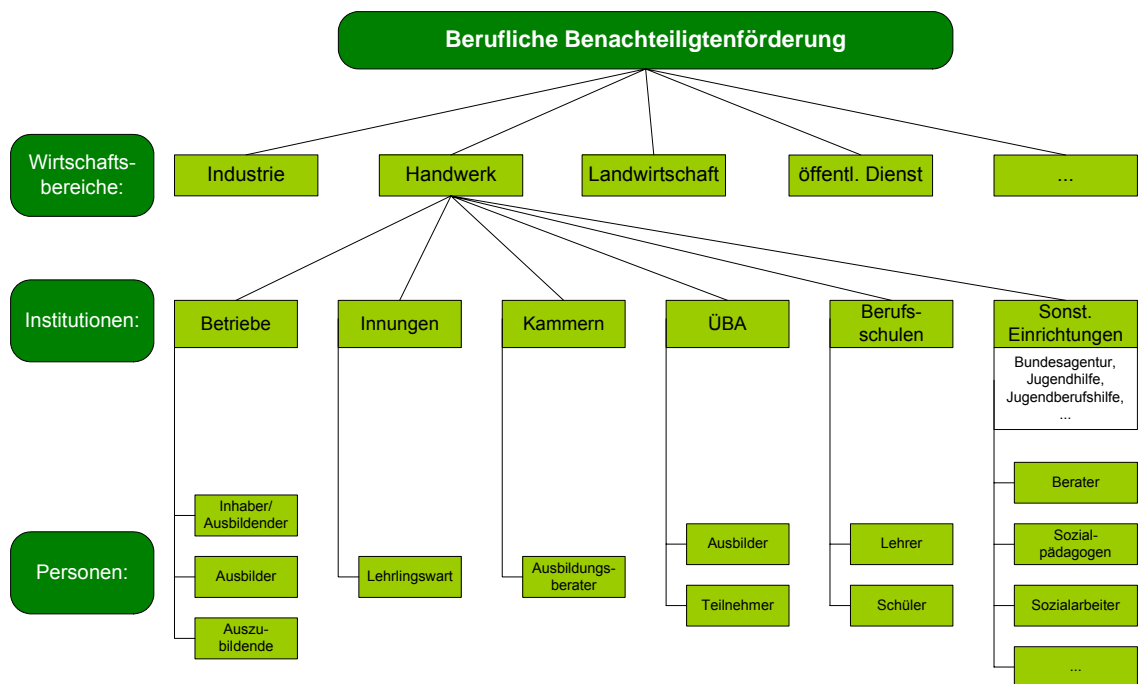 Berufliche Benachteiligtenförderung
Wirtschafts-
bereiche:
Industrie
Handwerk
Landwirtschaft
öffentl. Dienst
...
Institutionen:
Betriebe
Innungen
Kammern
ÜBA
Berufs-
schulen
Sonst.
Einrichtungen
Bundesagentur,
Jugendhilfe,
Jugendberufshilfe,
...
Personen:
Inhaber/
Ausbildender
Ausbilder
Auszu-
bildende
Lehrlingswart
Ausbildungs-
berater
Ausbilder
Teilnehmer
Lehrer
Schüler
Berater
Sozial-
pädagogen
Sozialarbeiter
...